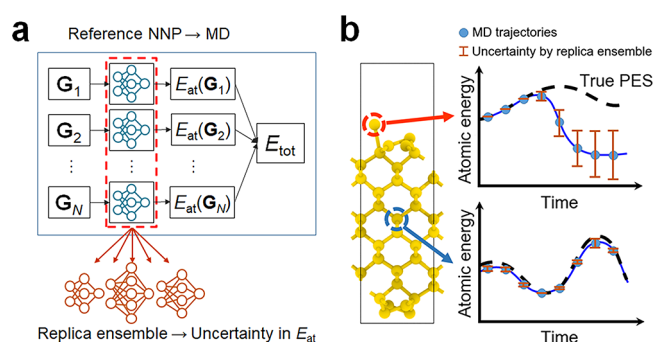 a
Reference NNP → MD
G1
Eat(G1)
G2
Eat(G2)
Etot
⋮ ⋮ ⋮
GN
Eat(GN)
Replica ensemble → Uncertainty in Eat
b
MD trajectories
Uncertainty by replica ensemble
True PES
Atomic energy
Time
Atomic energy
Time